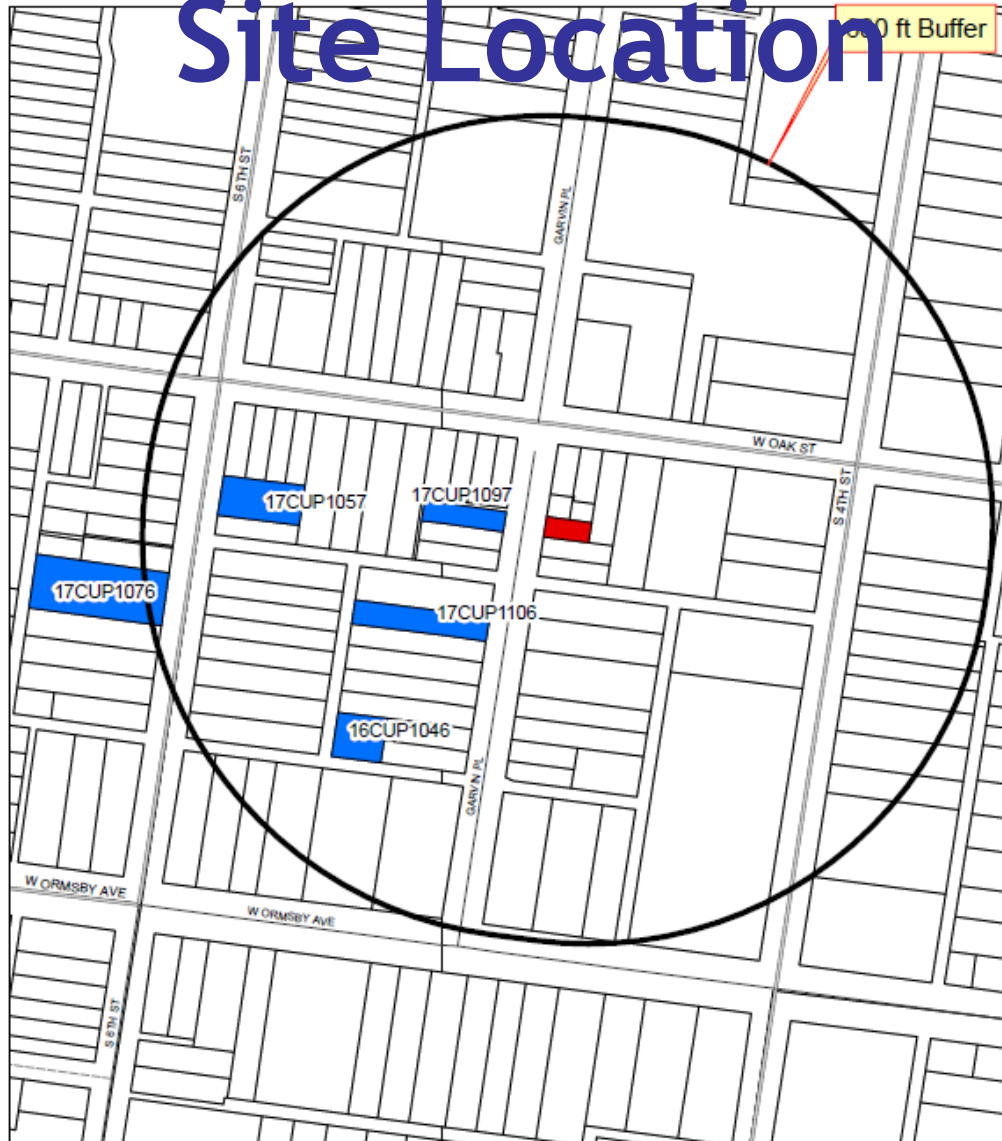 Site Location
ft Buffer
S 6TH ST
GARVIN PL
W OAK ST
S 4TH ST
17CUP1057
17CUP1097
17CUP1076
17CUP1106
16CUP1046
GARVIN PL
W ORMSBY AVE
W ORMSBY AVE
S 6TH ST